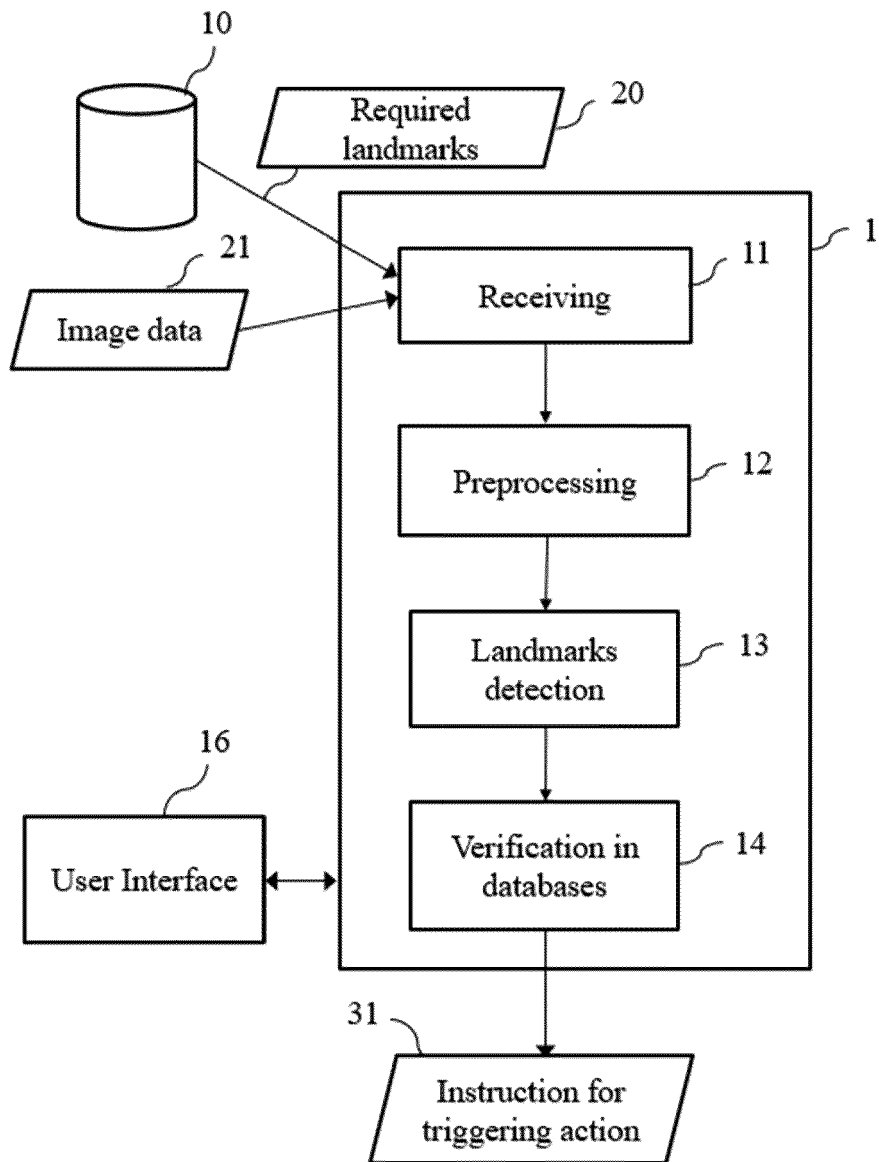 10
Required
landmarks
20
1
21
Image data
11
Receiving
12
Preprocessing
13
Landmarks
detection
16
User Interface
14
Verification in
databases
31
Instruction for
triggering action